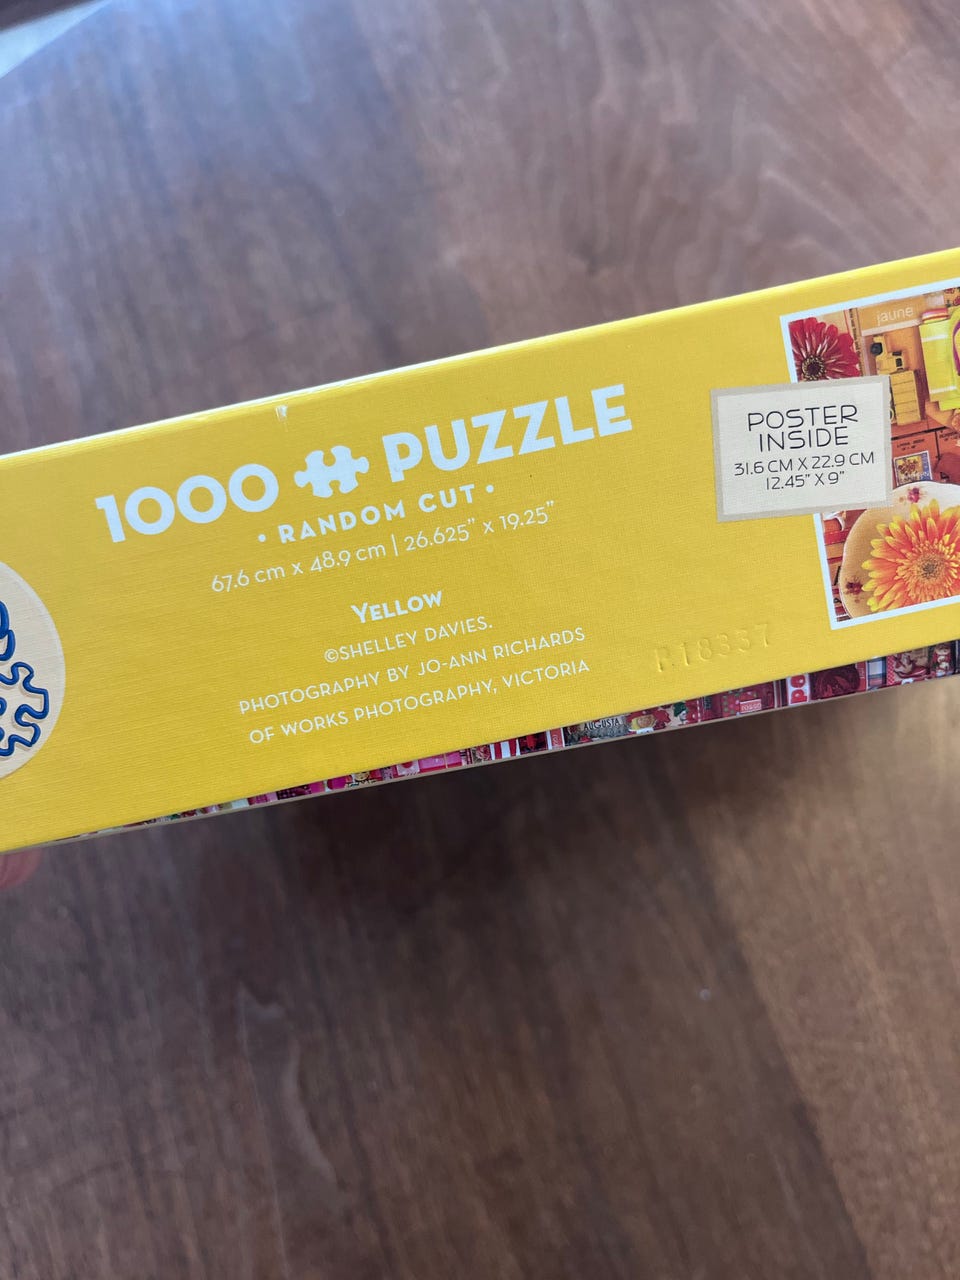 1000 PUZZLE
• RANDOM CUT •
67.6 cm x 48.9 cm | 26.625" x 19.25"
YELLOW
©SHELLEY DAVIES.
PHOTOGRAPHY BY JO-ANN RICHARDS
OF WORKS PHOTOGRAPHY, VICTORIA
18337
jaune
POSTER
INSIDE
31.6 CM X 22.9 CM
12.45" X 9"
AUGUSTA